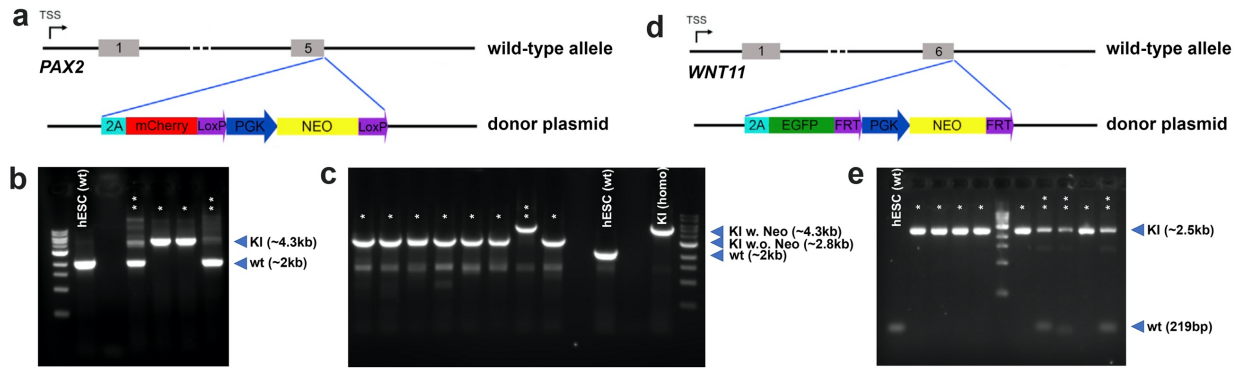 a
TSS
1
5
wild-type allele
PAX2
2A mCherry LoxP PGK NEO LoxP
donor plasmid
b
hESC (wt)
**
*
*
**
KI (~4.3kb)
wt (~2kb)
c
* * * * * * ** *
hESC (wt)
KI (homo)
KI w. Neo (~4.3kb)
KI w.o. Neo (~2.8kb)
wt (~2kb)
d
TSS
1
6
wild-type allele
WNT11
2A EGFP FRT PGK NEO FRT
donor plasmid
e
hESC (wt)
* * * * * ** ** * **
KI (~2.5kb)
wt (219bp)